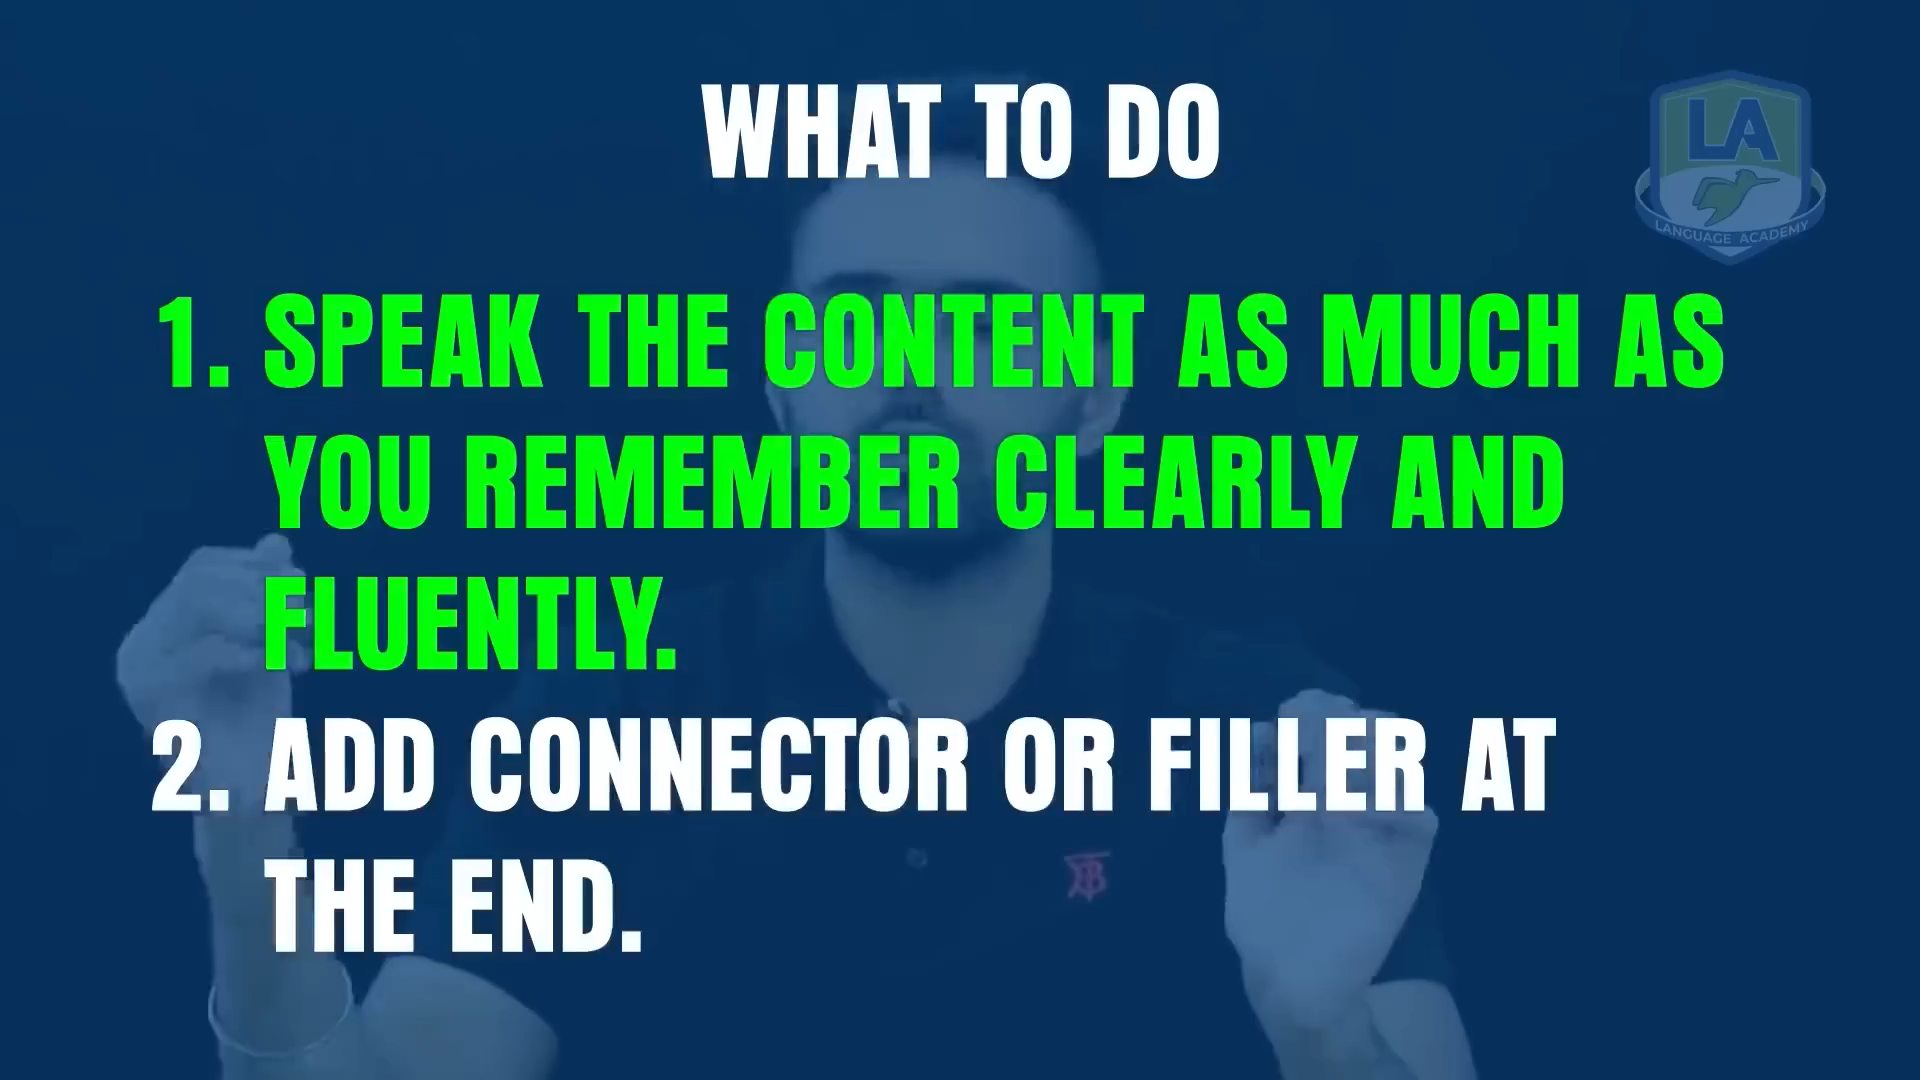 WHAT TO DO
LA
LANGUAGE ACADEMY
1. SPEAK THE CONTENT AS MUCH AS
YOU REMEMBER CLEARLY AND
FLUENTLY.
2. ADD CONNECTOR OR FILLER AT
THE END.